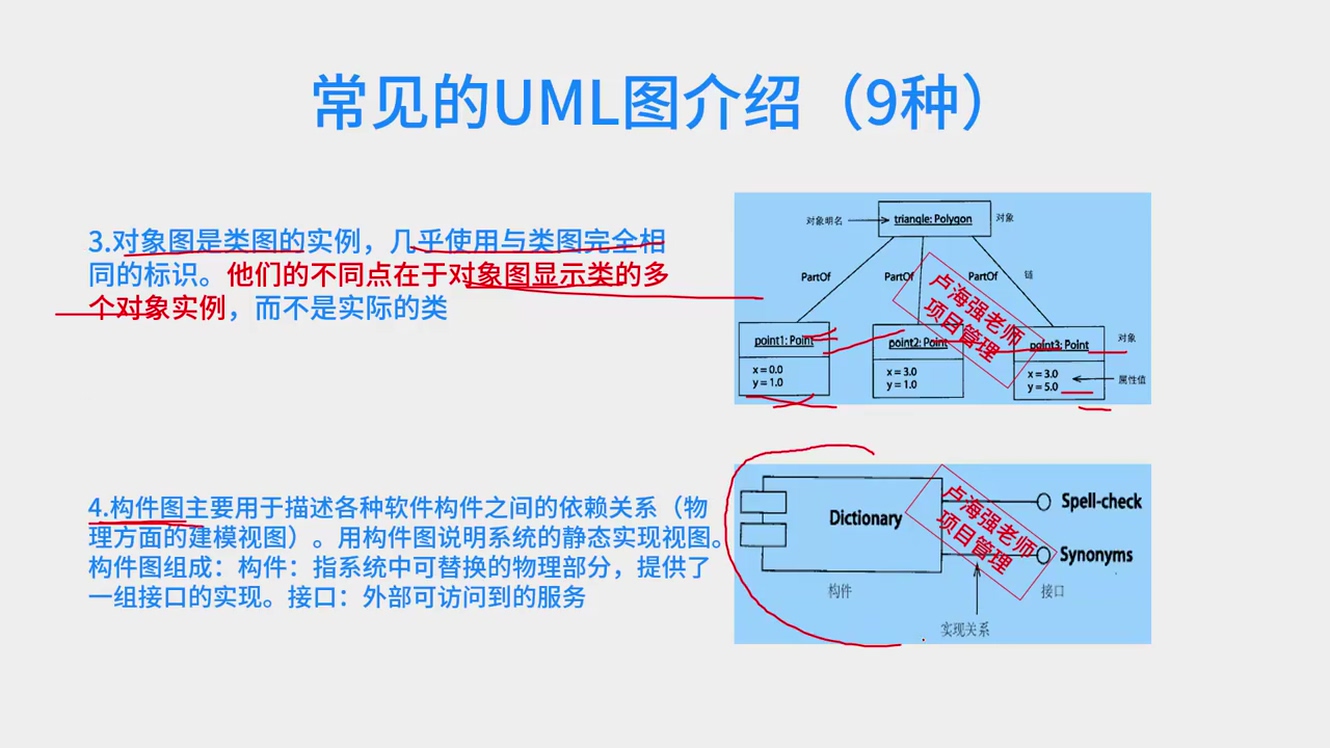 常见的UML图介绍（9种）
3.对象图是类图的实例，几乎使用与类图完全相
同的标识。他们的不同点在于对象图显示类的多
个对象实例，而不是实际的类
对象明名
triangle: Polygon
对象
PartOf
PartOf
PartOf
链
卢海强老师
项目管理
point1: Point
point2: Point
point3: Point
对象
x = 0.0
y = 1.0
x = 3.0
y = 1.0
x = 3.0
y = 5.0
属性值
4.构件图主要用于描述各种软件构件之间的依赖关系（物
理方面的建模视图）。用构件图说明系统的静态实现视图。
构件图组成：构件：指系统中可替换的物理部分，提供了
一组接口的实现。接口：外部可访问到的服务
Dictionary
Spell-check
Synonyms
卢海强老师
项目管理
构件
接口
实现关系